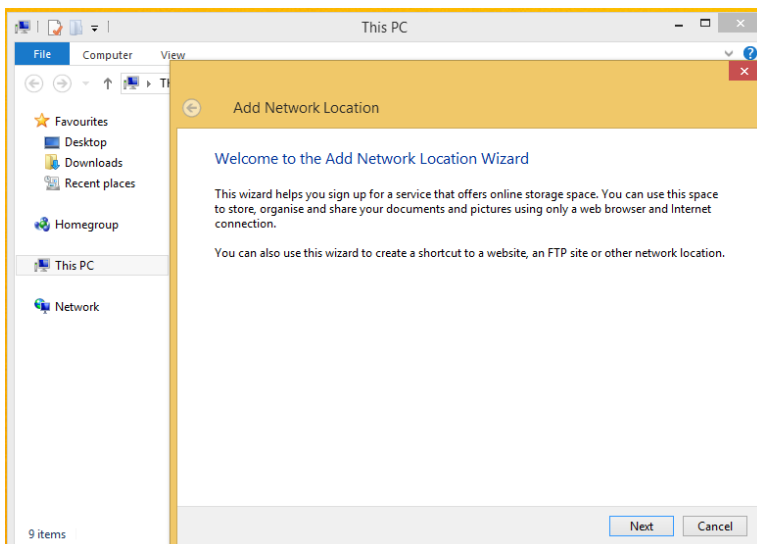 This PC
File Computer View
Add Network Location
Favourites
Desktop
Downloads
Recent places
Homegroup
This PC
Network
Welcome to the Add Network Location Wizard
This wizard helps you sign up for a service that offers online storage space. You can use this space
to store, organise and share your documents and pictures using only a web browser and Internet
connection.
You can also use this wizard to create a shortcut to a website, an FTP site or other network location.
Next Cancel
9 items